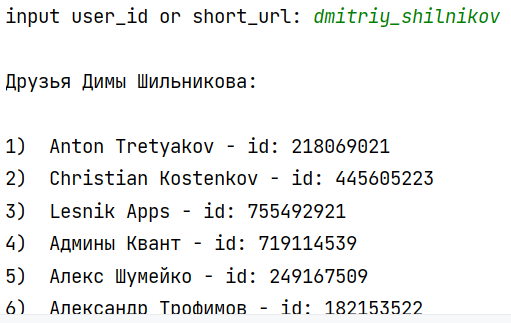 input user_id or short_url: dmitriy_shilnikov
Друзья Димы Шильникова:
1) Anton Tretyakov - id: 218069021
2) Christian Kostenkov - id: 445605223
3) Lesnik Apps - id: 755492921
4) Админы Квант - id: 719114539
5) Алекс Шумейко - id: 249167509
6) Александр Трофимов - id: 182153522